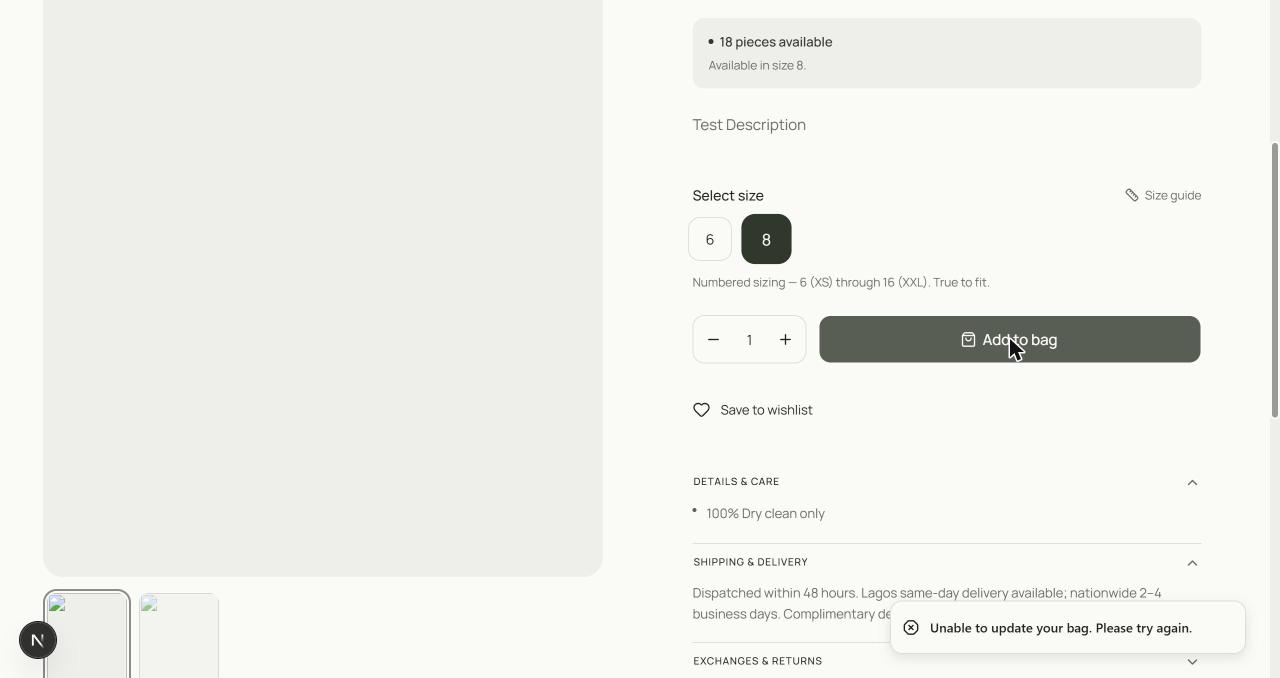 • 18 pieces available
Available in size 8.
Test Description
Select size
Size guide
6
8
Numbered sizing — 6 (XS) through 16 (XXL). True to fit.
1
Add to bag
Save to wishlist
DETAILS & CARE
• 100% Dry clean only
SHIPPING & DELIVERY
Dispatched within 48 hours. Lagos same-day delivery available; nationwide 2–4
business days. Complimentary de
Unable to update your bag. Please try again.
N
EXCHANGES & RETURNS